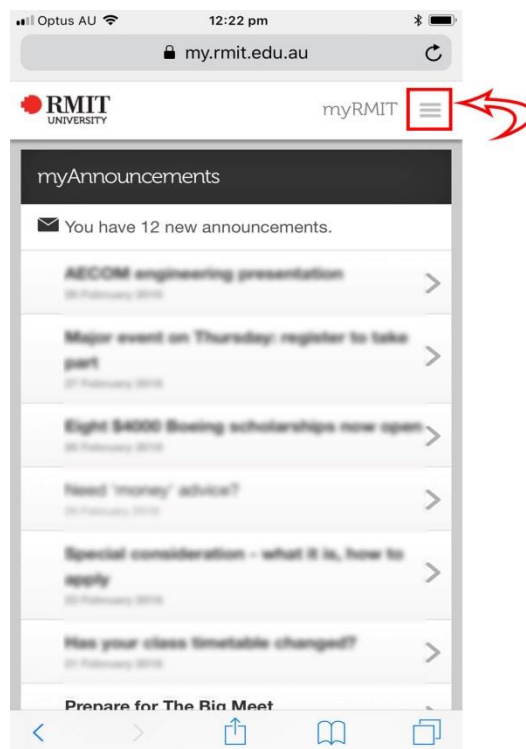 Optus AU 12:22 pm
my.rmit.edu.au
RMIT
UNIVERSITY
myRMIT
myAnnouncements
You have 12 new announcements.
AECOM engineering presentation
Major event on Thursday: register to take
part
Eight $4000 Boeing scholarships now open
Need 'money' advice?
Special consideration - what it is, how to
apply
Has your class timetable changed?
Prepare for The Big Meet